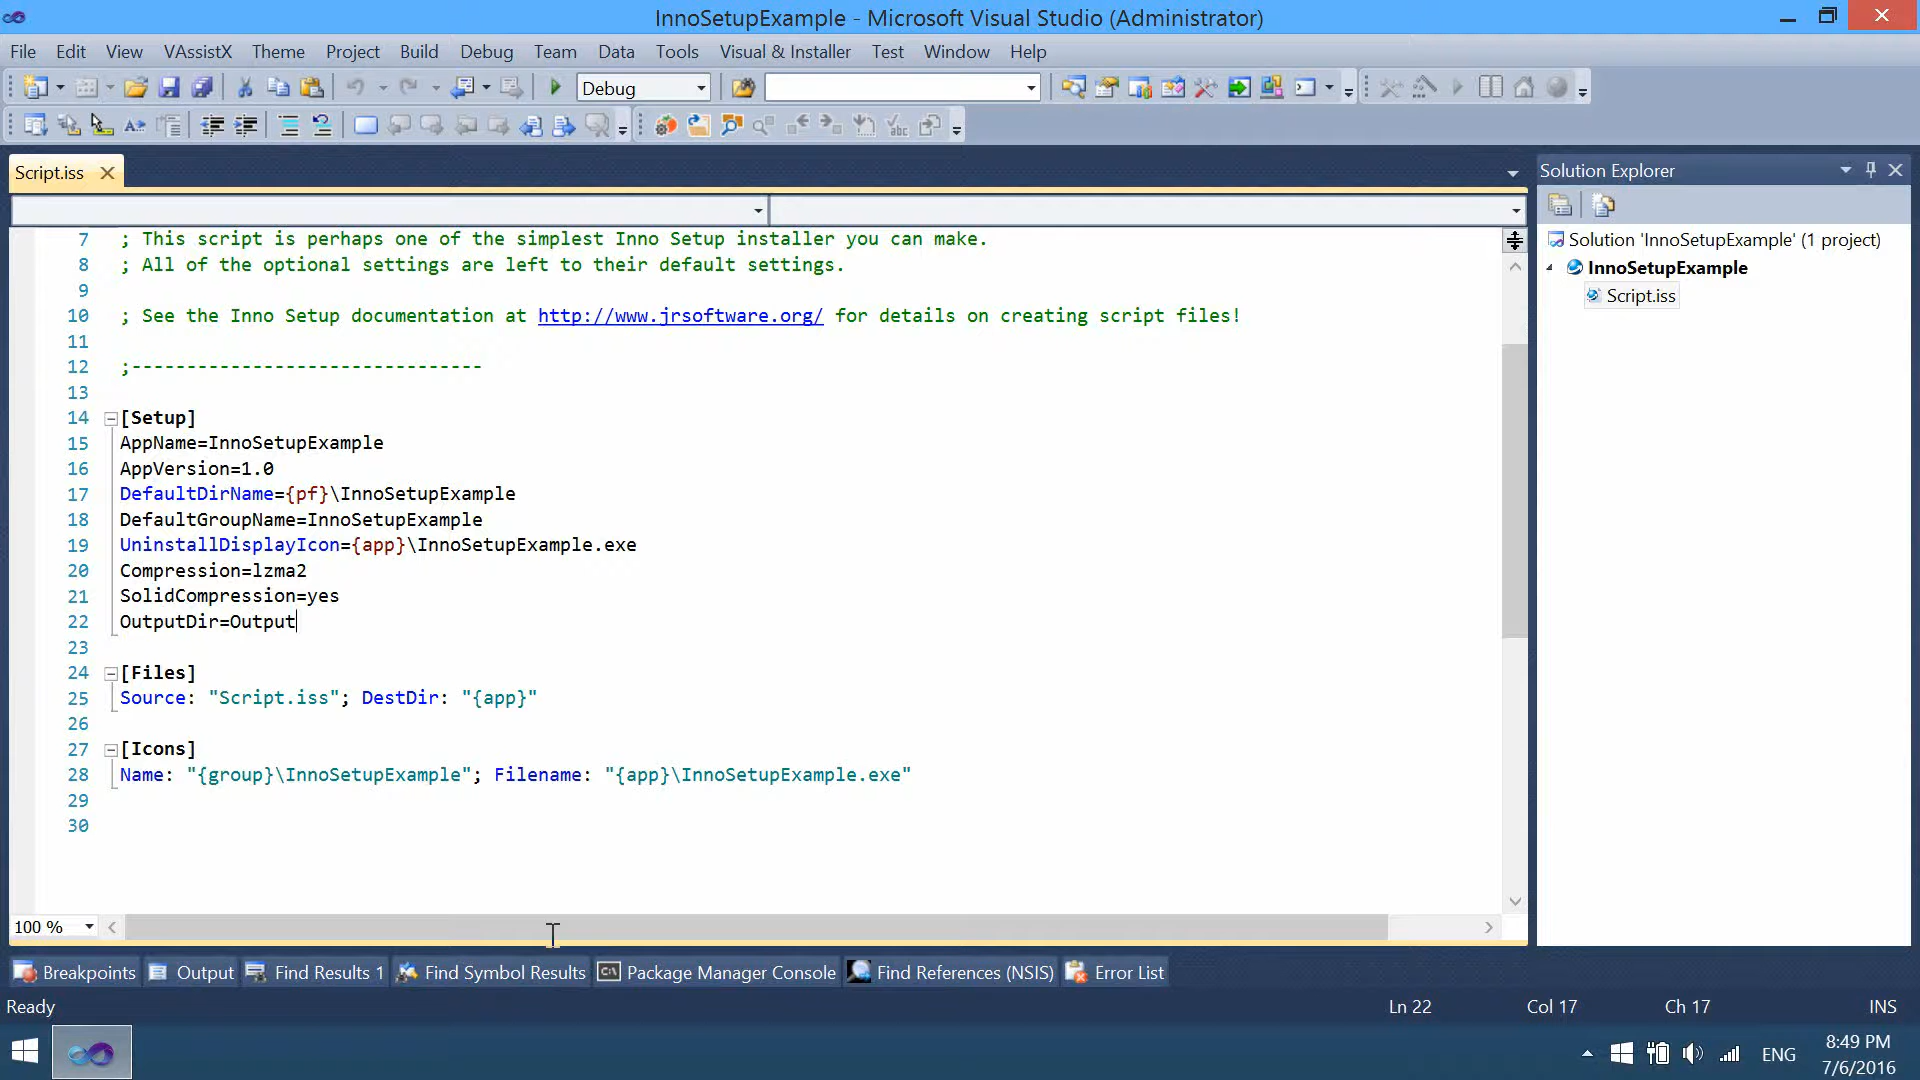 InnoSetupExample - Microsoft Visual Studio (Administrator)
File Edit View VAssistX Theme Project Build Debug Team Data Tools Visual & Installer Test Window Help
Debug
Script.iss
Solution Explorer
Solution 'InnoSetupExample' (1 project)
InnoSetupExample
Script.iss
7 ; This script is perhaps one of the simplest Inno Setup installer you can make.
8 ; All of the optional settings are left to their default settings.
9
10 ; See the Inno Setup documentation at http://www.jrsoftware.org/ for details on creating script files!
11
12 ;--------------------------------
13
14 [Setup]
15 AppName=InnoSetupExample
16 AppVersion=1.0
17 DefaultDirName={pf}\InnoSetupExample
18 DefaultGroupName=InnoSetupExample
19 UninstallDisplayIcon={app}\InnoSetupExample.exe
20 Compression=lzma2
21 SolidCompression=yes
22 OutputDir=Output
23
24 [Files]
25 Source: "Script.iss"; DestDir: "{app}"
26
27 [Icons]
28 Name: "{group}\InnoSetupExample"; Filename: "{app}\InnoSetupExample.exe"
29
30
100 %
Breakpoints Output Find Results 1 Find Symbol Results Package Manager Console Find References (NSIS) Error List
Ready Ln 22 Col 17 Ch 17 INS
ENG 8:49 PM
7/6/2016